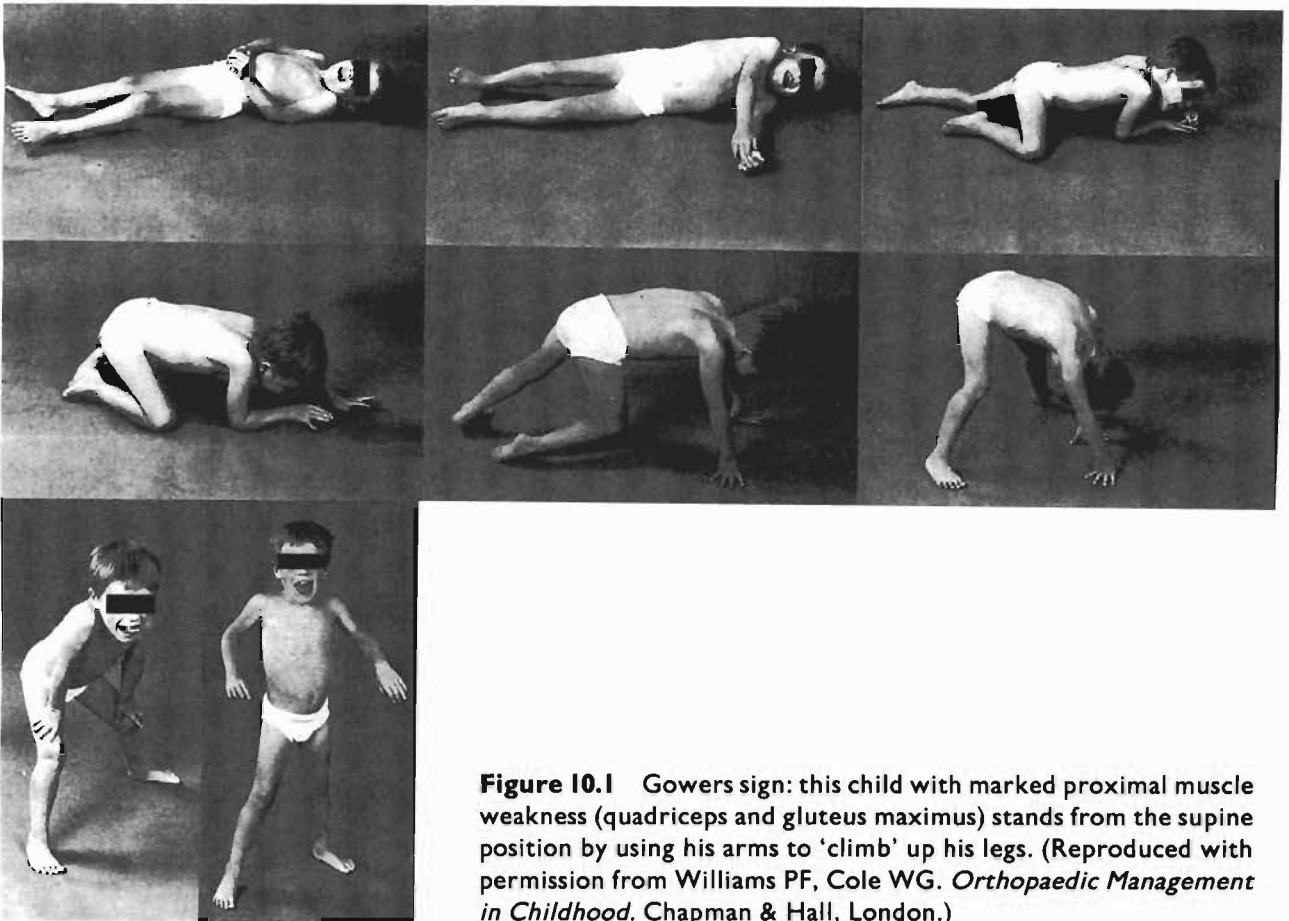 Figure 10.1 Gowers sign: this child with marked proximal muscle
weakness (quadriceps and gluteus maximus) stands from the supine
position by using his arms to ‘climb’ up his legs. (Reproduced with
permission from Williams PF, Cole WG. Orthopaedic Management
in Childhood. Chapman & Hall, London.)